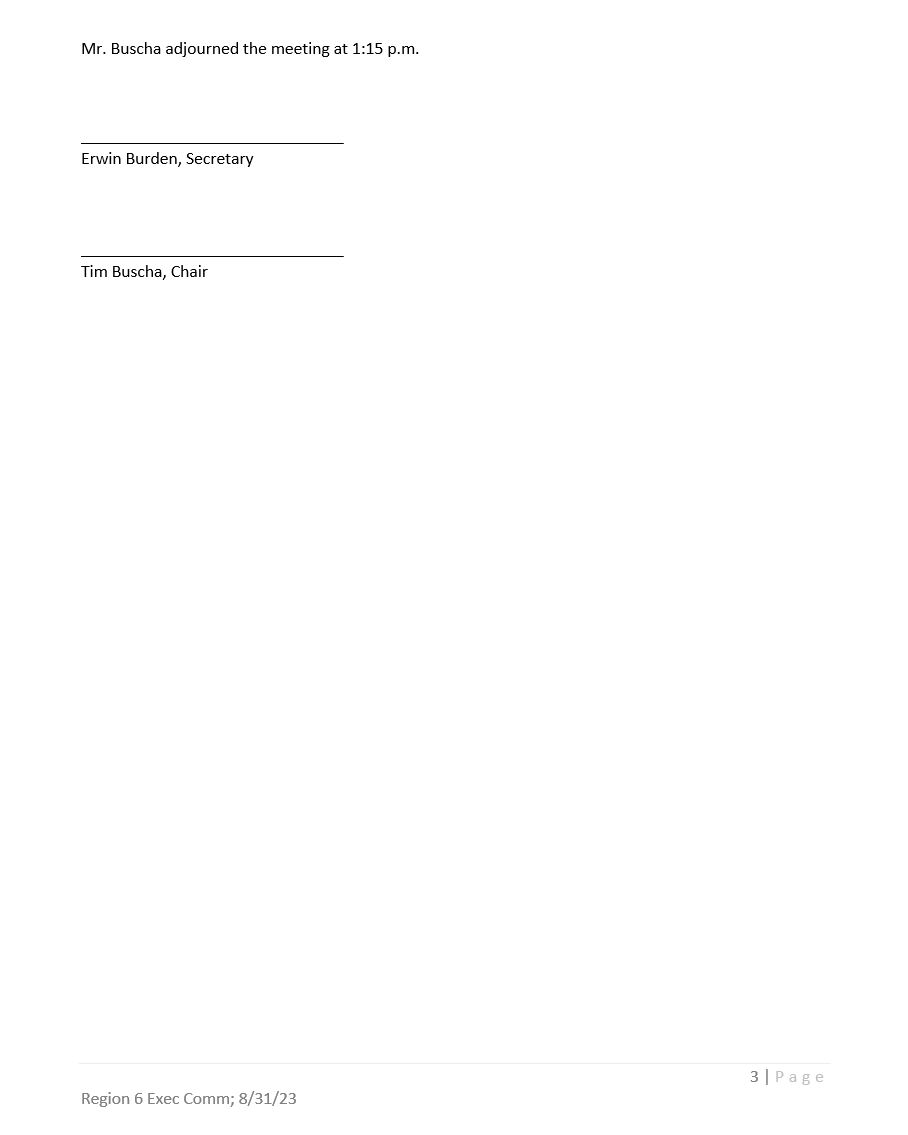 Mr. Buscha adjourned the meeting at 1:15 p.m.
Erwin Burden, Secretary
Tim Buscha, Chair
3 | Page
Region 6 Exec Comm; 8/31/23